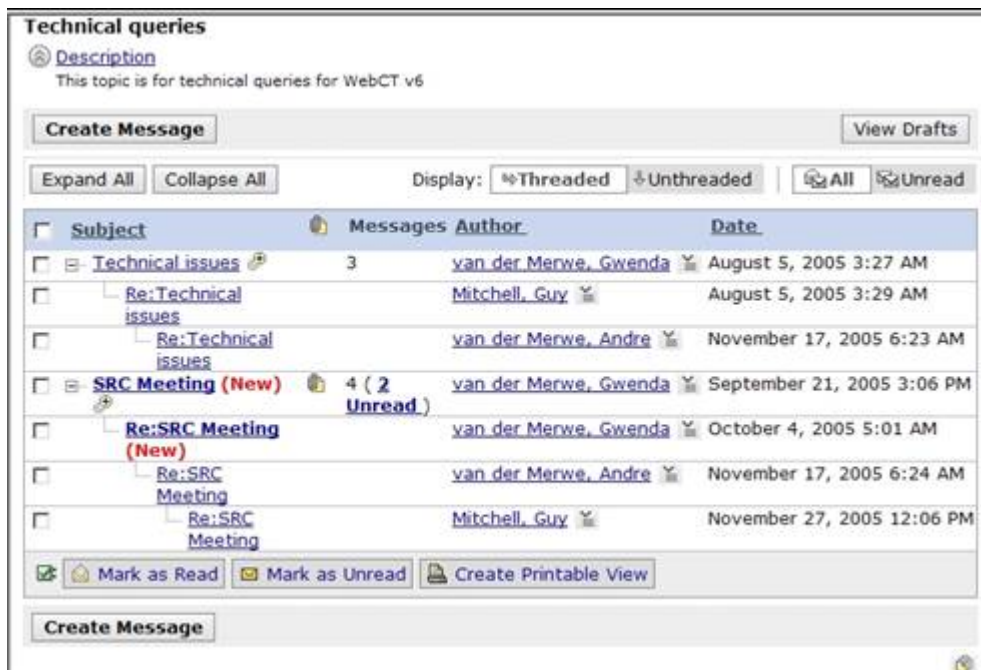 Technical queries
Description
This topic is for technical queries for WebCT v6
Create Message View Drafts
Expand All Collapse All Display: Threaded Unthreaded All Unread
Subject Messages Author Date
Technical issues 3 van der Merwe, Gwenda August 5, 2005 3:27 AM
Re:Technical Mitchell, Guy August 5, 2005 3:29 AM
issues
Re:Technical van der Merwe, Andre November 17, 2005 6:23 AM
issues
SRC Meeting (New) 4 ( 2 van der Merwe, Gwenda September 21, 2005 3:06 PM
Unread )
Re:SRC Meeting van der Merwe, Gwenda October 4, 2005 5:01 AM
(New)
Re:SRC van der Merwe, Andre November 17, 2005 6:24 AM
Meeting
Re:SRC Mitchell, Guy November 27, 2005 12:06 PM
Meeting
Mark as Read Mark as Unread Create Printable View
Create Message